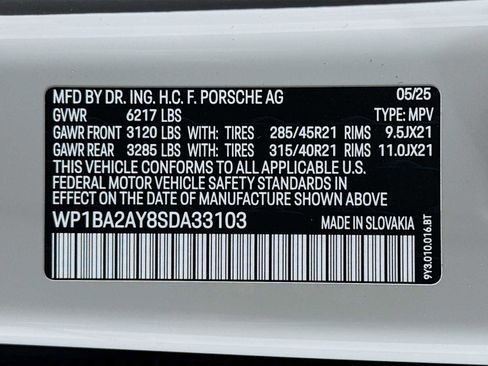 MFD BY DR. ING. H.C. F. PORSCHE AG 05/25
GVWR 6217 LBS TYPE: MPV
GAWR FRONT 3120 LBS WITH: TIRES 285/45R21 RIMS 9.5JX21
GAWR REAR 3285 LBS WITH: TIRES 315/40R21 RIMS 11.0JX21
THIS VEHICLE CONFORMS TO ALL APPLICABLE U.S.
FEDERAL MOTOR VEHICLE SAFETY STANDARDS IN
EFFECT ON THE DATE OF MANUFACTURE SHOWN ABOVE
WP1BA2AY8SDA33103 MADE IN SLOVAKIA
9Y3.010.016.BT